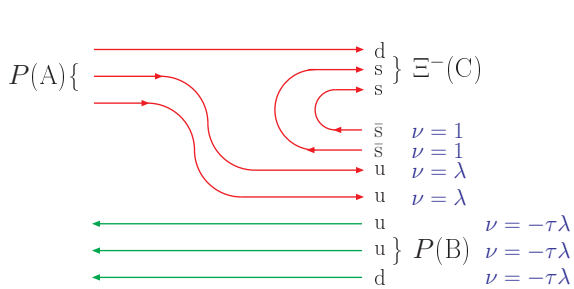 d
P(A){ s } Ξ⁻(C)
s
s̄ ν = 1
s̄ ν = 1
u ν = λ
u ν = λ
u ν = −τλ
u } P(B) ν = −τλ
d ν = −τλ